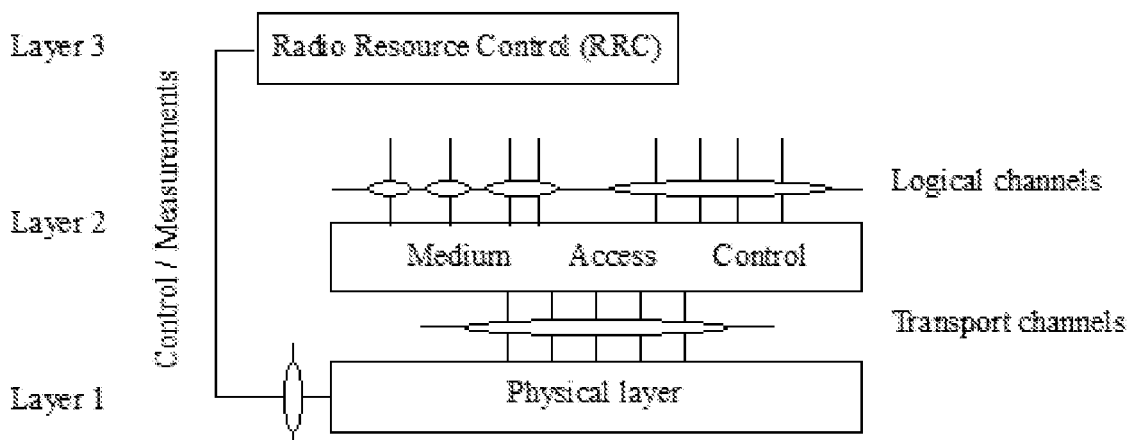 Layer 3
Radio Resource Control (RRC)
Control / Measurements
Logical channels
Layer 2
Medium Access Control
Transport channels
Layer 1
Physical layer